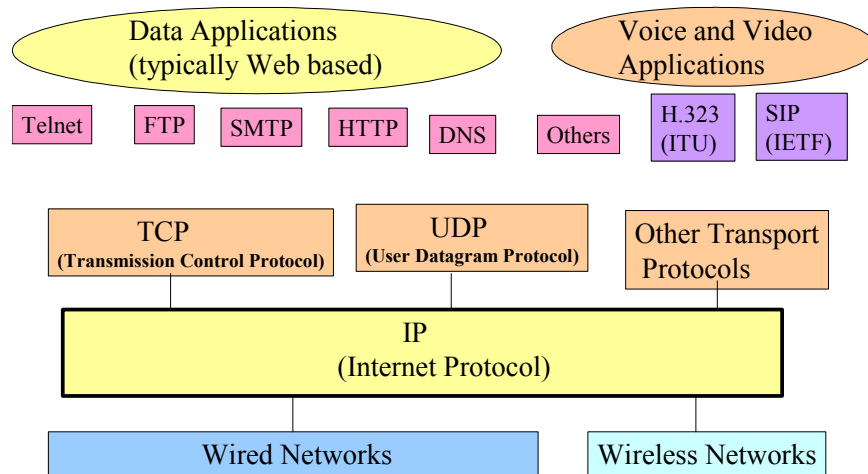 Data Applications
(typically Web based)
Voice and Video
Applications
Telnet
FTP
SMTP
HTTP
DNS
Others
H.323
(ITU)
SIP
(IETF)
TCP
(Transmission Control Protocol)
UDP
(User Datagram Protocol)
Other Transport
Protocols
IP
(Internet Protocol)
Wired Networks
Wireless Networks